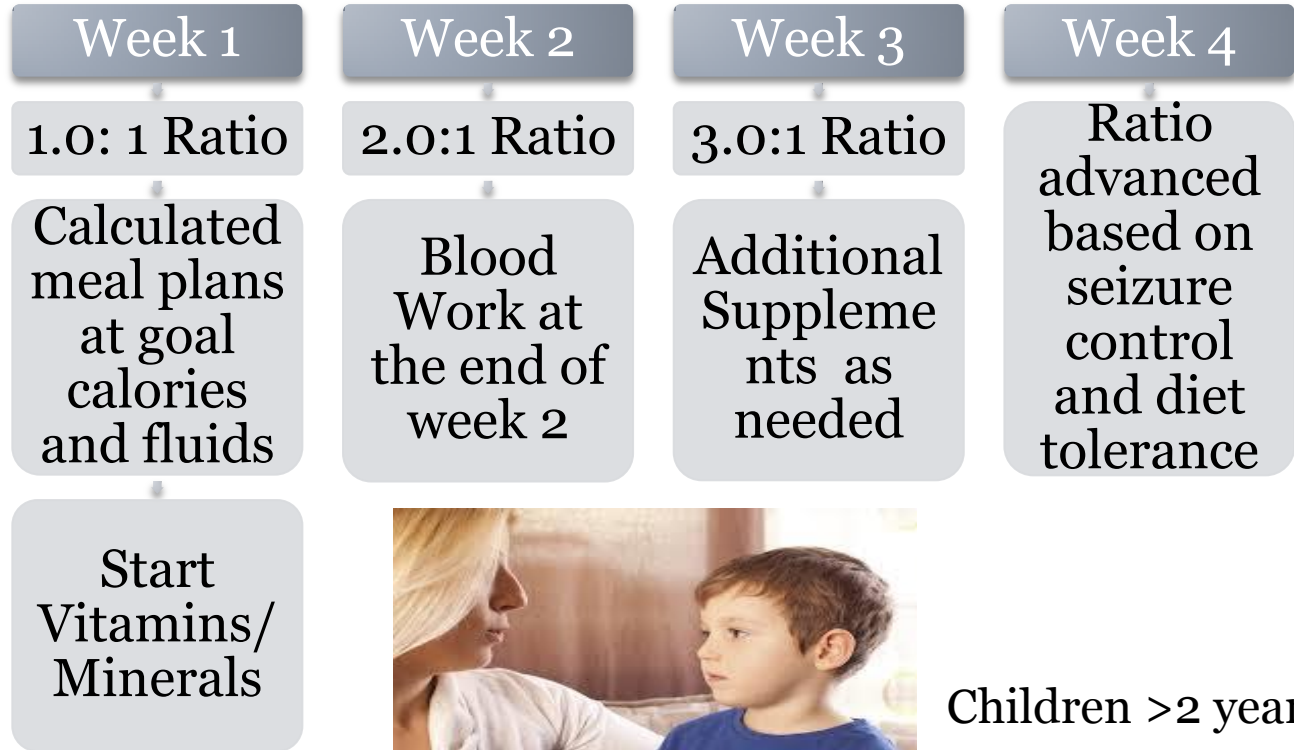 Week 1
1.0: 1 Ratio
Calculated
meal plans
at goal
calories
and fluids
Start
Vitamins/
Minerals
Week 2
2.0:1 Ratio
Blood
Work at
the end of
week 2
Week 3
3.0:1 Ratio
Additional
Suppleme
nts as
needed
Week 4
Ratio
advanced
based on
seizure
control
and diet
tolerance
Children >2 year